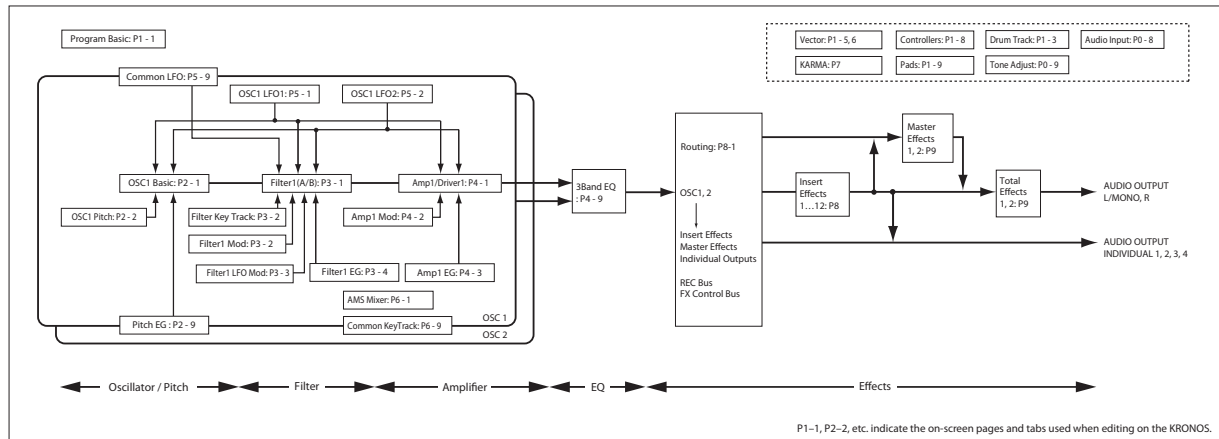 Program Basic: P1 - 1
Vector: P1 - 5, 6
Controllers: P1 - 8
Drum Track: P1 - 3
Audio Input: P0 - 8
KARMA: P7
Pads: P1 - 9
Tone Adjust: P0 - 9
Common LFO: P5 - 9
OSC1 LFO1: P5 - 1
OSC1 LFO2: P5 - 2
OSC1 Basic: P2 - 1
Filter1(A/B): P3 - 1
Amp1/Driver1: P4 - 1
OSC1 Pitch: P2 - 2
Filter Key Track: P3 - 2
Amp1 Mod: P4 - 2
Filter1 Mod: P3 - 2
Filter1 LFO Mod: P3 - 3
Filter1 EG: P3 - 4
Amp1 EG: P4 - 3
AMS Mixer: P6 - 1
Pitch EG : P2 - 9
Common KeyTrack: P6 - 9
OSC 1
OSC 2
3Band EQ
: P4 - 9
Routing: P8-1
OSC1, 2
Insert Effects
Master Effects
Individual Outputs
REC Bus
FX Control Bus
Insert
Effects
1...12: P8
Master
Effects
1, 2: P9
Total
Effects
1, 2: P9
AUDIO OUTPUT
L/MONO, R
AUDIO OUTPUT
INDIVIDUAL 1, 2, 3, 4
Oscillator / Pitch
Filter
Amplifier
EQ
Effects
P1–1, P2–2, etc. indicate the on-screen pages and tabs used when editing on the KRONOS.